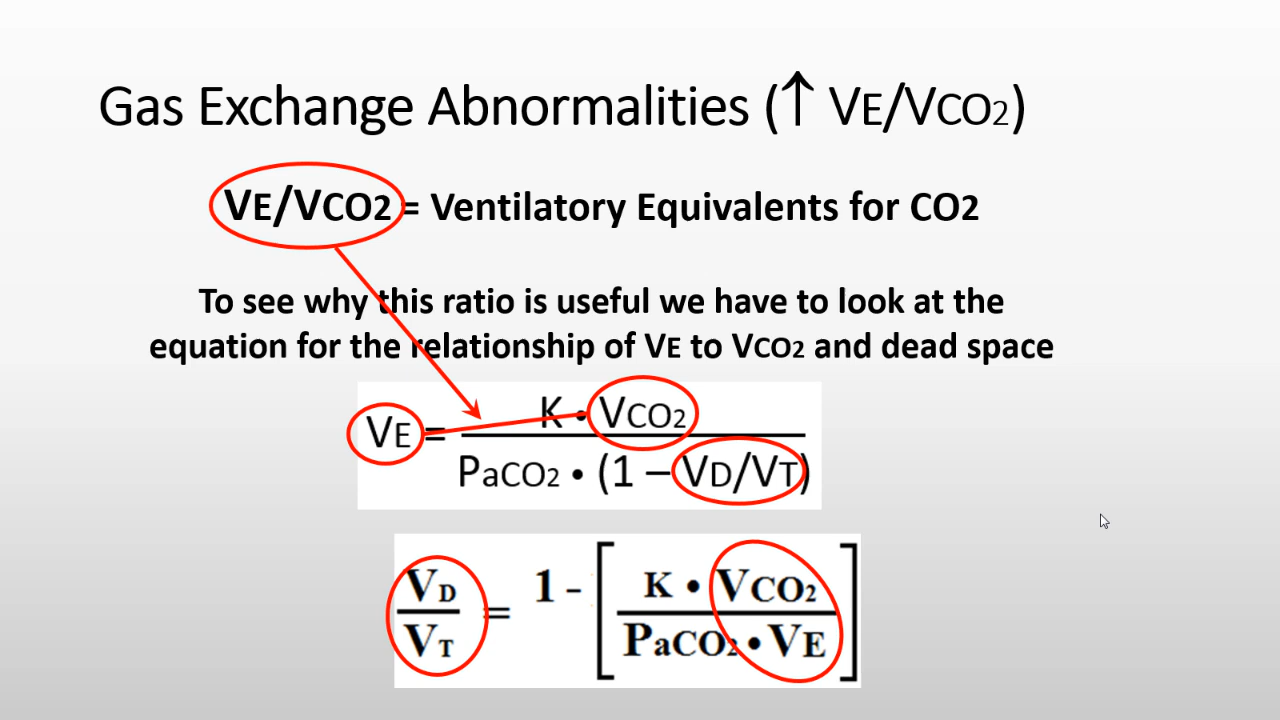 Gas Exchange Abnormalities (↑ VE/VCO2)
VE/VCO2 = Ventilatory Equivalents for CO2
To see why this ratio is useful we have to look at the
equation for the relationship of VE to VCO2 and dead space
VE = K • VCO2
PaCO2 • (1 – VD/VT)
VD
VT
= 1 - [
K • VCO2
PaCO2 • VE
]